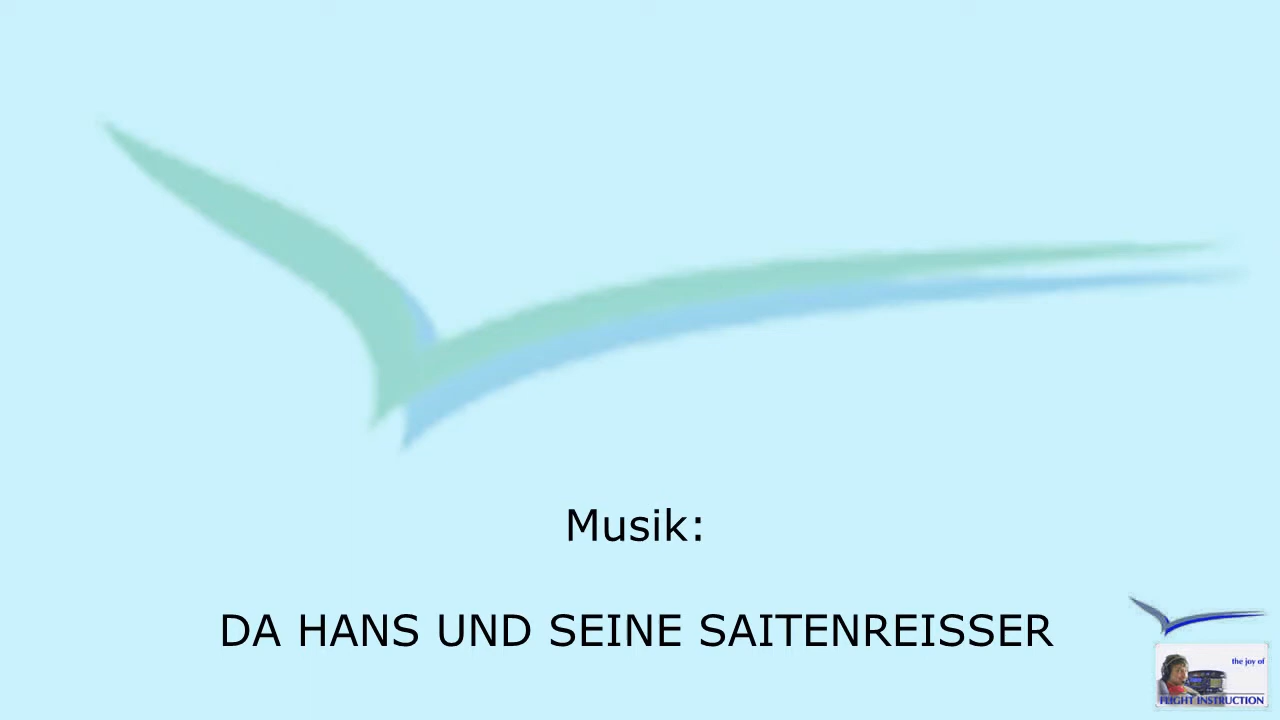 Musik:
DA HANS UND SEINE SAITENREISSER
the joy of
FLIGHT INSTRUCTION